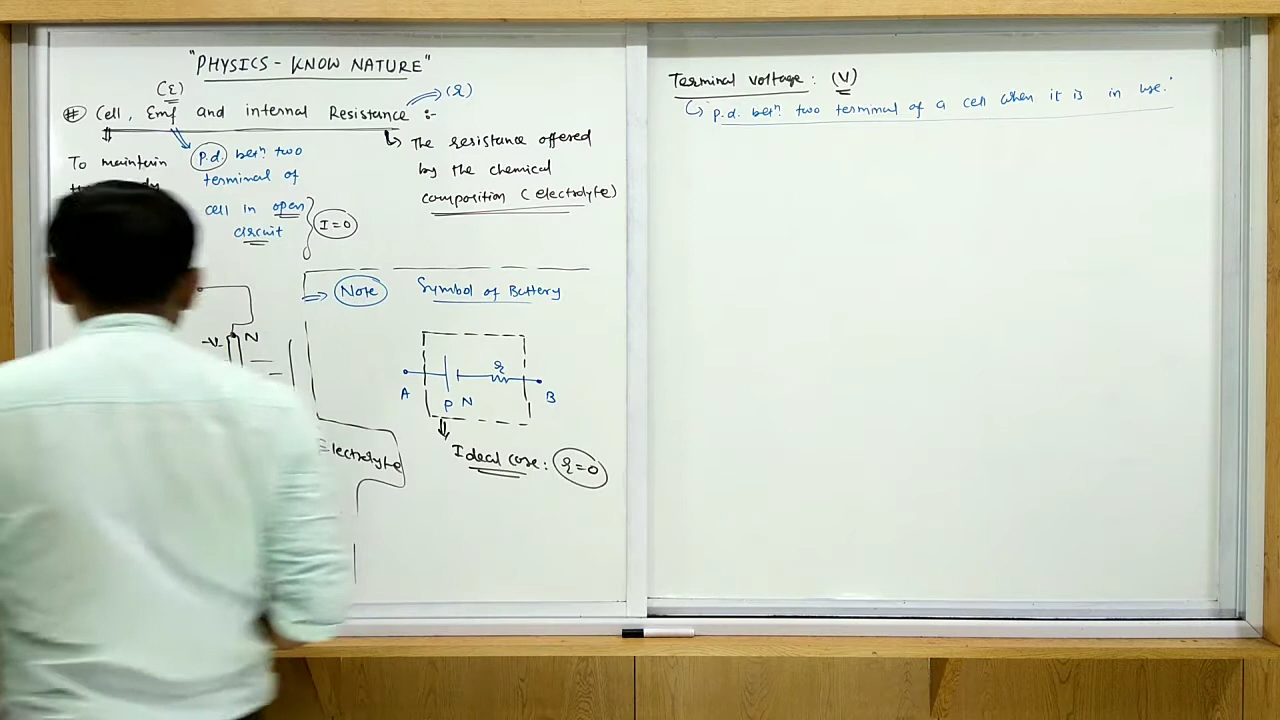 "PHYSICS - KNOW NATURE"
(ε)
(r)
# Cell, Emf and internal Resistance :-
To maintain
p.d. betn two
terminal of
cell in open
circuit
I=0
The resistance offered
by the chemical
composition (electrolyte)
-V
N
Electrolyte
Note
Symbol of Battery
r
A
P N
B
Ideal case: r=0
Terminal voltage: (V)
"p.d. betn two terminal of a cell when it is in use."